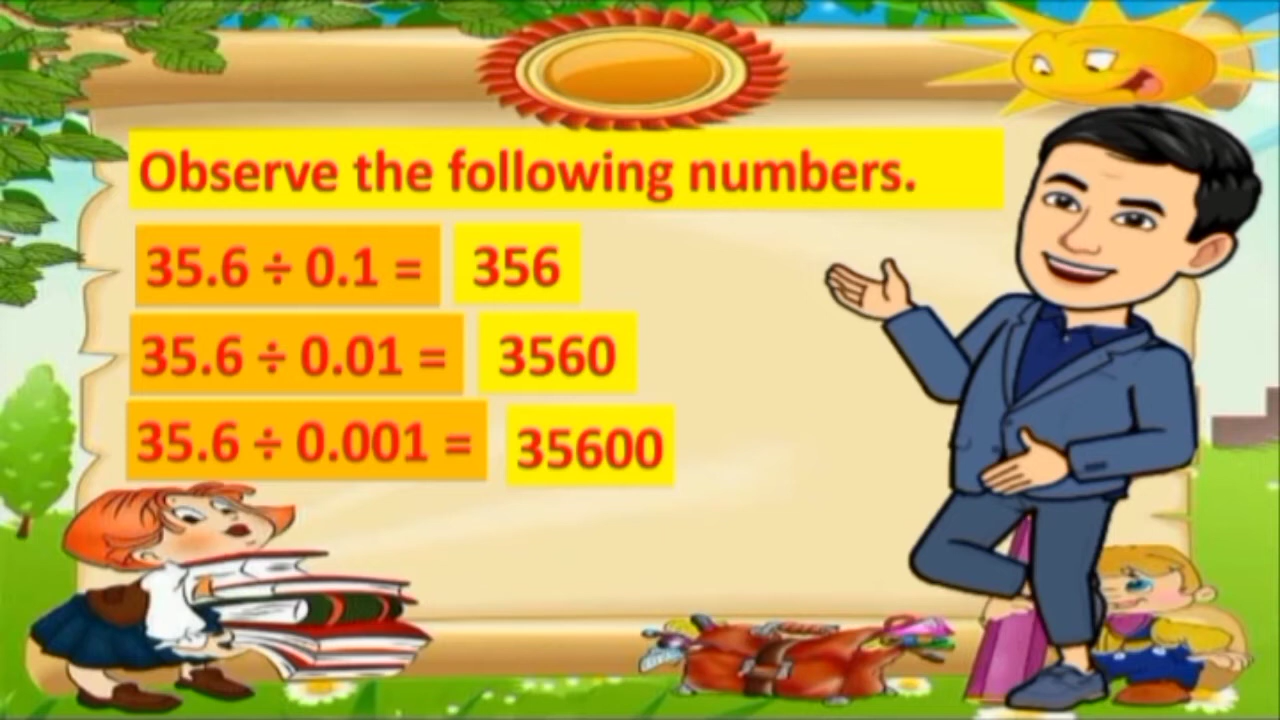 Observe the following numbers.
35.6 ÷ 0.1 = 356
35.6 ÷ 0.01 = 3560
35.6 ÷ 0.001 = 35600